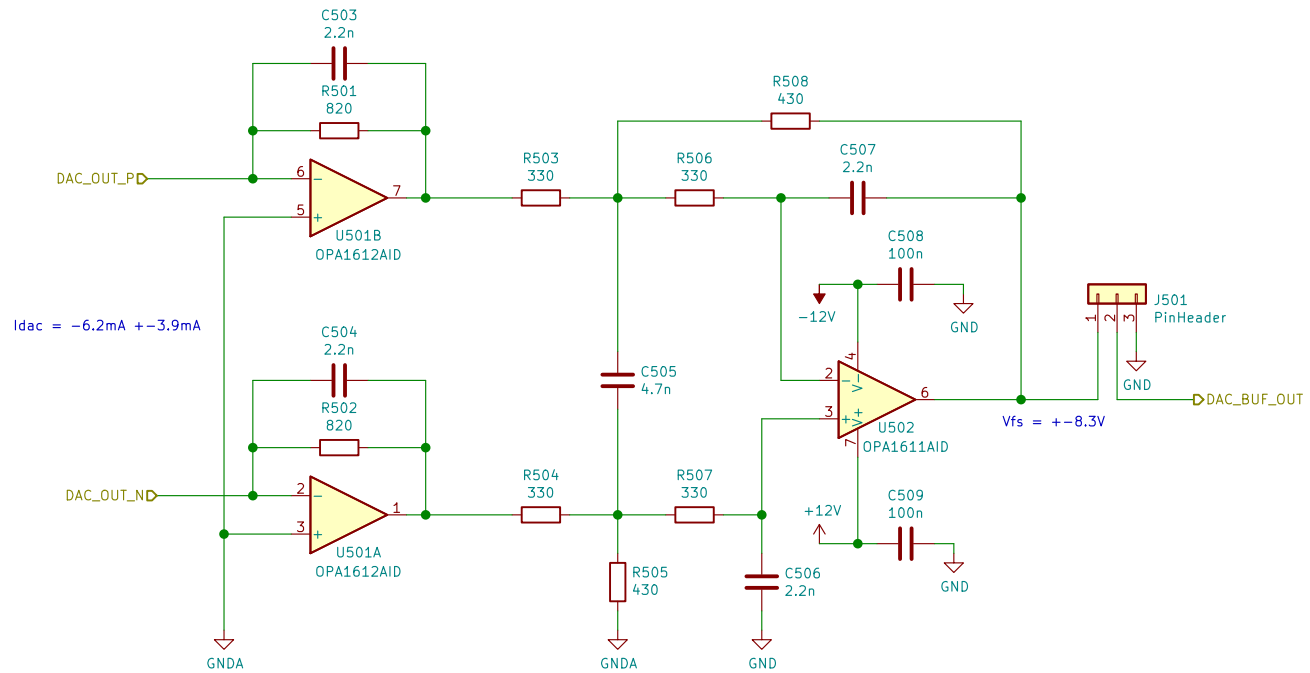 C503
2.2n
R501
820
DAC_OUT_P
6
5
7
−
+
U501B
OPA1612AID
R503
330
R508
430
R506
330
C507
2.2n
C508
100n
-12V
GND
J501
PinHeader
1
2
3
GND
Idac = -6.2mA +-3.9mA
C504
2.2n
R502
820
C505
4.7n
4
2
3
6
7
−
+
V−
V+
U502
OPA1611AID
DAC_BUF_OUT
Vfs = +-8.3V
DAC_OUT_N
2
3
1
−
+
U501A
OPA1612AID
R504
330
R507
330
+12V
C509
100n
GND
R505
430
C506
2.2n
GNDA
GNDA
GND